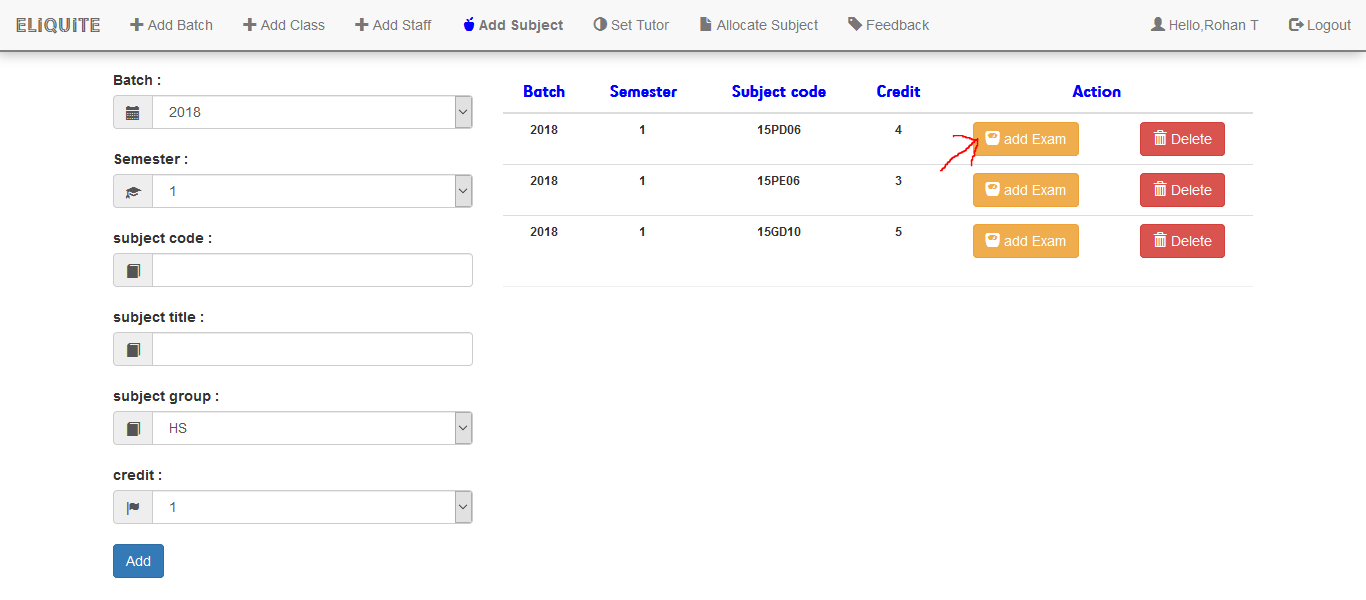 ELiQUiTE Add Batch Add Class Add Staff Add Subject Set Tutor Allocate Subject Feedback Hello,Rohan T Logout
Batch :
2018
Semester :
1
subject code :
subject title :
subject group :
HS
credit :
1
Add
Batch Semester Subject code Credit Action
2018 1 15PD06 4 add Exam Delete
2018 1 15PE06 3 add Exam Delete
2018 1 15GD10 5 add Exam Delete